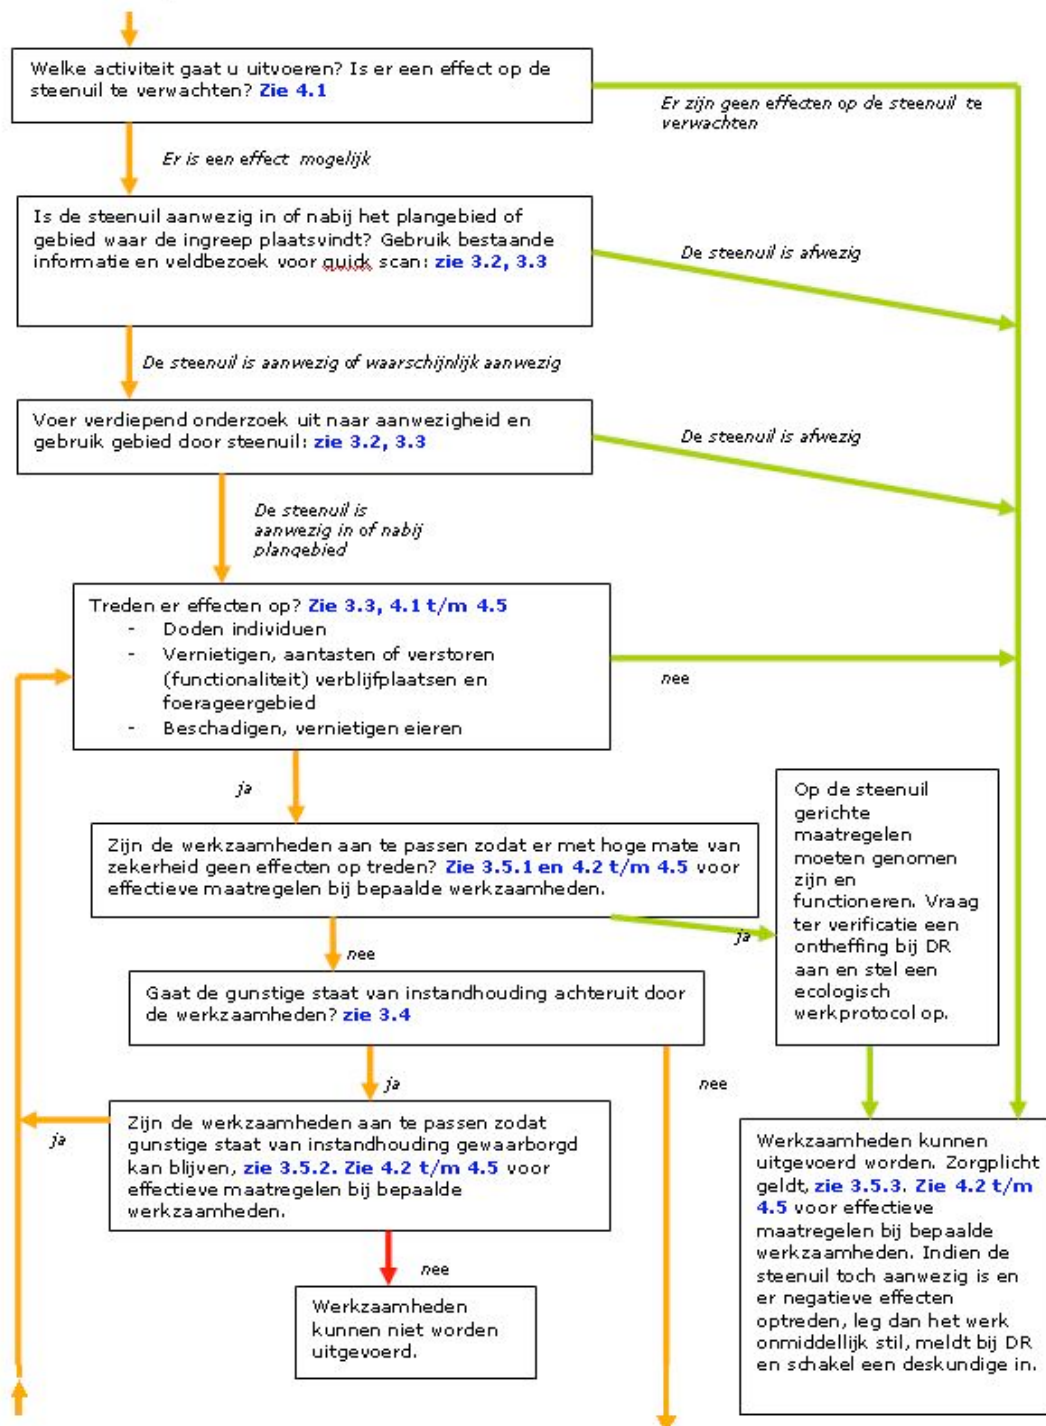 Welke activiteit gaat u uitvoeren? Is er een effect op de
steenuil te verwachten? Zie 4.1
Er zijn geen effecten op de steenuil te
verwachten
Er is een effect mogelijk
Is de steenuil aanwezig in of nabij het plangebied of
gebied waar de ingreep plaatsvindt? Gebruik bestaande
informatie en veldbezoek voor quick scan: zie 3.2, 3.3
De steenuil is afwezig
De steenuil is aanwezig of waarschijnlijk aanwezig
Voer verdiepend onderzoek uit naar aanwezigheid en
gebruik gebied door steenuil: zie 3.2, 3.3
De steenuil is afwezig
De steenuil is
aanwezig in of nabij
plangebied
Treden er effecten op? Zie 3.3, 4.1 t/m 4.5
- Doden individuen
- Vernietigen, aantasten of verstoren
(functionaliteit) verblijfplaatsen en
foerageergebied
- Beschadigen, vernietigen eieren
nee
ja
Zijn de werkzaamheden aan te passen zodat er met hoge mate van
zekerheid geen effecten op treden? Zie 3.5.1 en 4.2 t/m 4.5 voor
effectieve maatregelen bij bepaalde werkzaamheden.
ja
Op de steenuil
gerichte
maatregelen
moeten genomen
zijn en
functioneren. Vraag
ter verificatie een
ontheffing bij DR
aan en stel een
ecologisch
werkprotocol op.
nee
Gaat de gunstige staat van instandhouding achteruit door
de werkzaamheden? zie 3.4
ja
nee
Zijn de werkzaamheden aan te passen zodat
gunstige staat van instandhouding gewaarborgd
kan blijven, zie 3.5.2. Zie 4.2 t/m 4.5 voor
effectieve maatregelen bij bepaalde
werkzaamheden.
ja
nee
Werkzaamheden
kunnen niet worden
uitgevoerd.
Werkzaamheden kunnen
uitgevoerd worden. Zorgplicht
geldt, zie 3.5.3. Zie 4.2 t/m
4.5 voor effectieve
maatregelen bij bepaalde
werkzaamheden. Indien de
steenuil toch aanwezig is en
er negatieve effecten
optreden, leg dan het werk
onmiddellijk stil, meldt bij DR
en schakel een deskundige in.